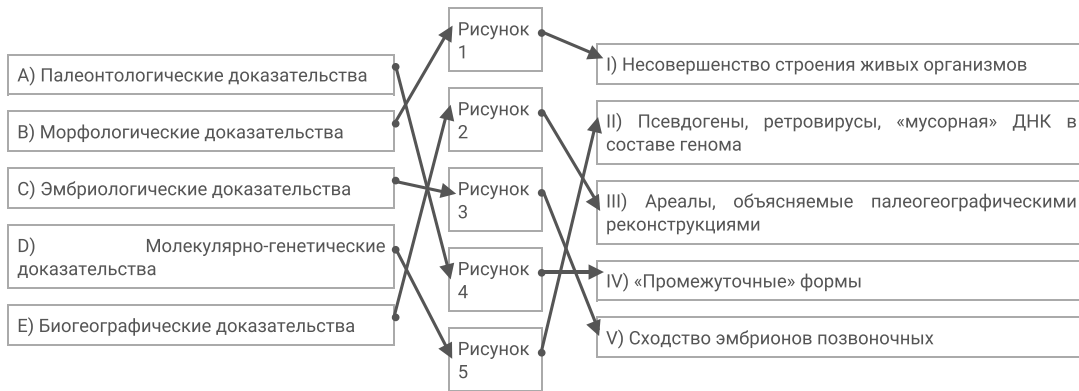 A) Палеонтологические доказательства
B) Морфологические доказательства
C) Эмбриологические доказательства
D) Молекулярно-генетические
доказательства
E) Биогеографические доказательства
Рисунок
1
Рисунок
2
Рисунок
3
Рисунок
4
Рисунок
5
I) Несовершенство строения живых организмов
II) Псевдогены, ретровирусы, «мусорная» ДНК в
составе генома
III) Ареалы, объясняемые палеогеографическими
реконструкциями
IV) «Промежуточные» формы
V) Сходство эмбрионов позвоночных